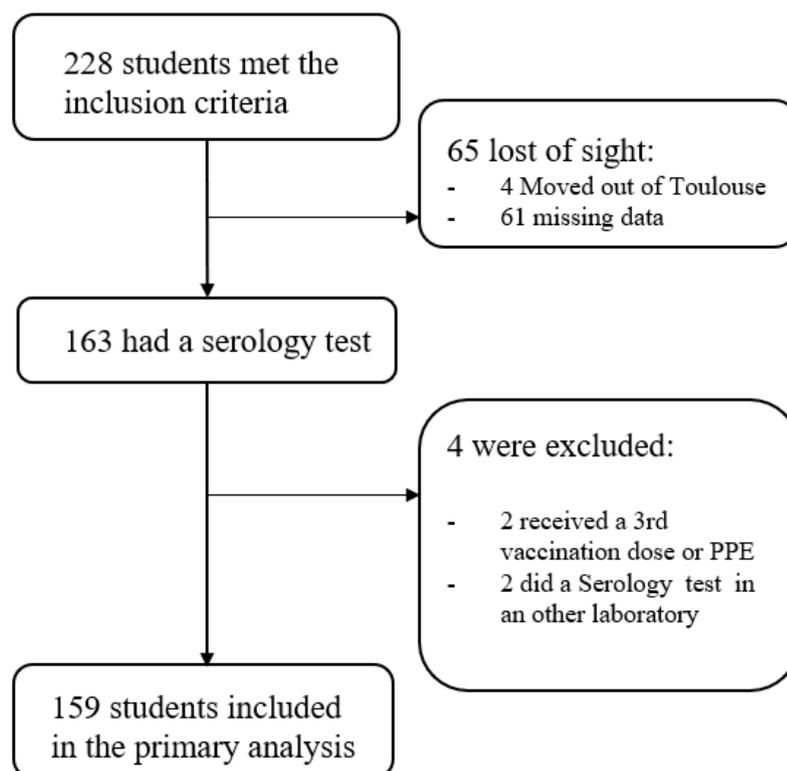 228 students met the
inclusion criteria
65 lost of sight:
- 4 Moved out of Toulouse
- 61 missing data
163 had a serology test
4 were excluded:
- 2 received a 3rd
vaccination dose or PPE
- 2 did a Serology test in
an other laboratory
159 students included
in the primary analysis